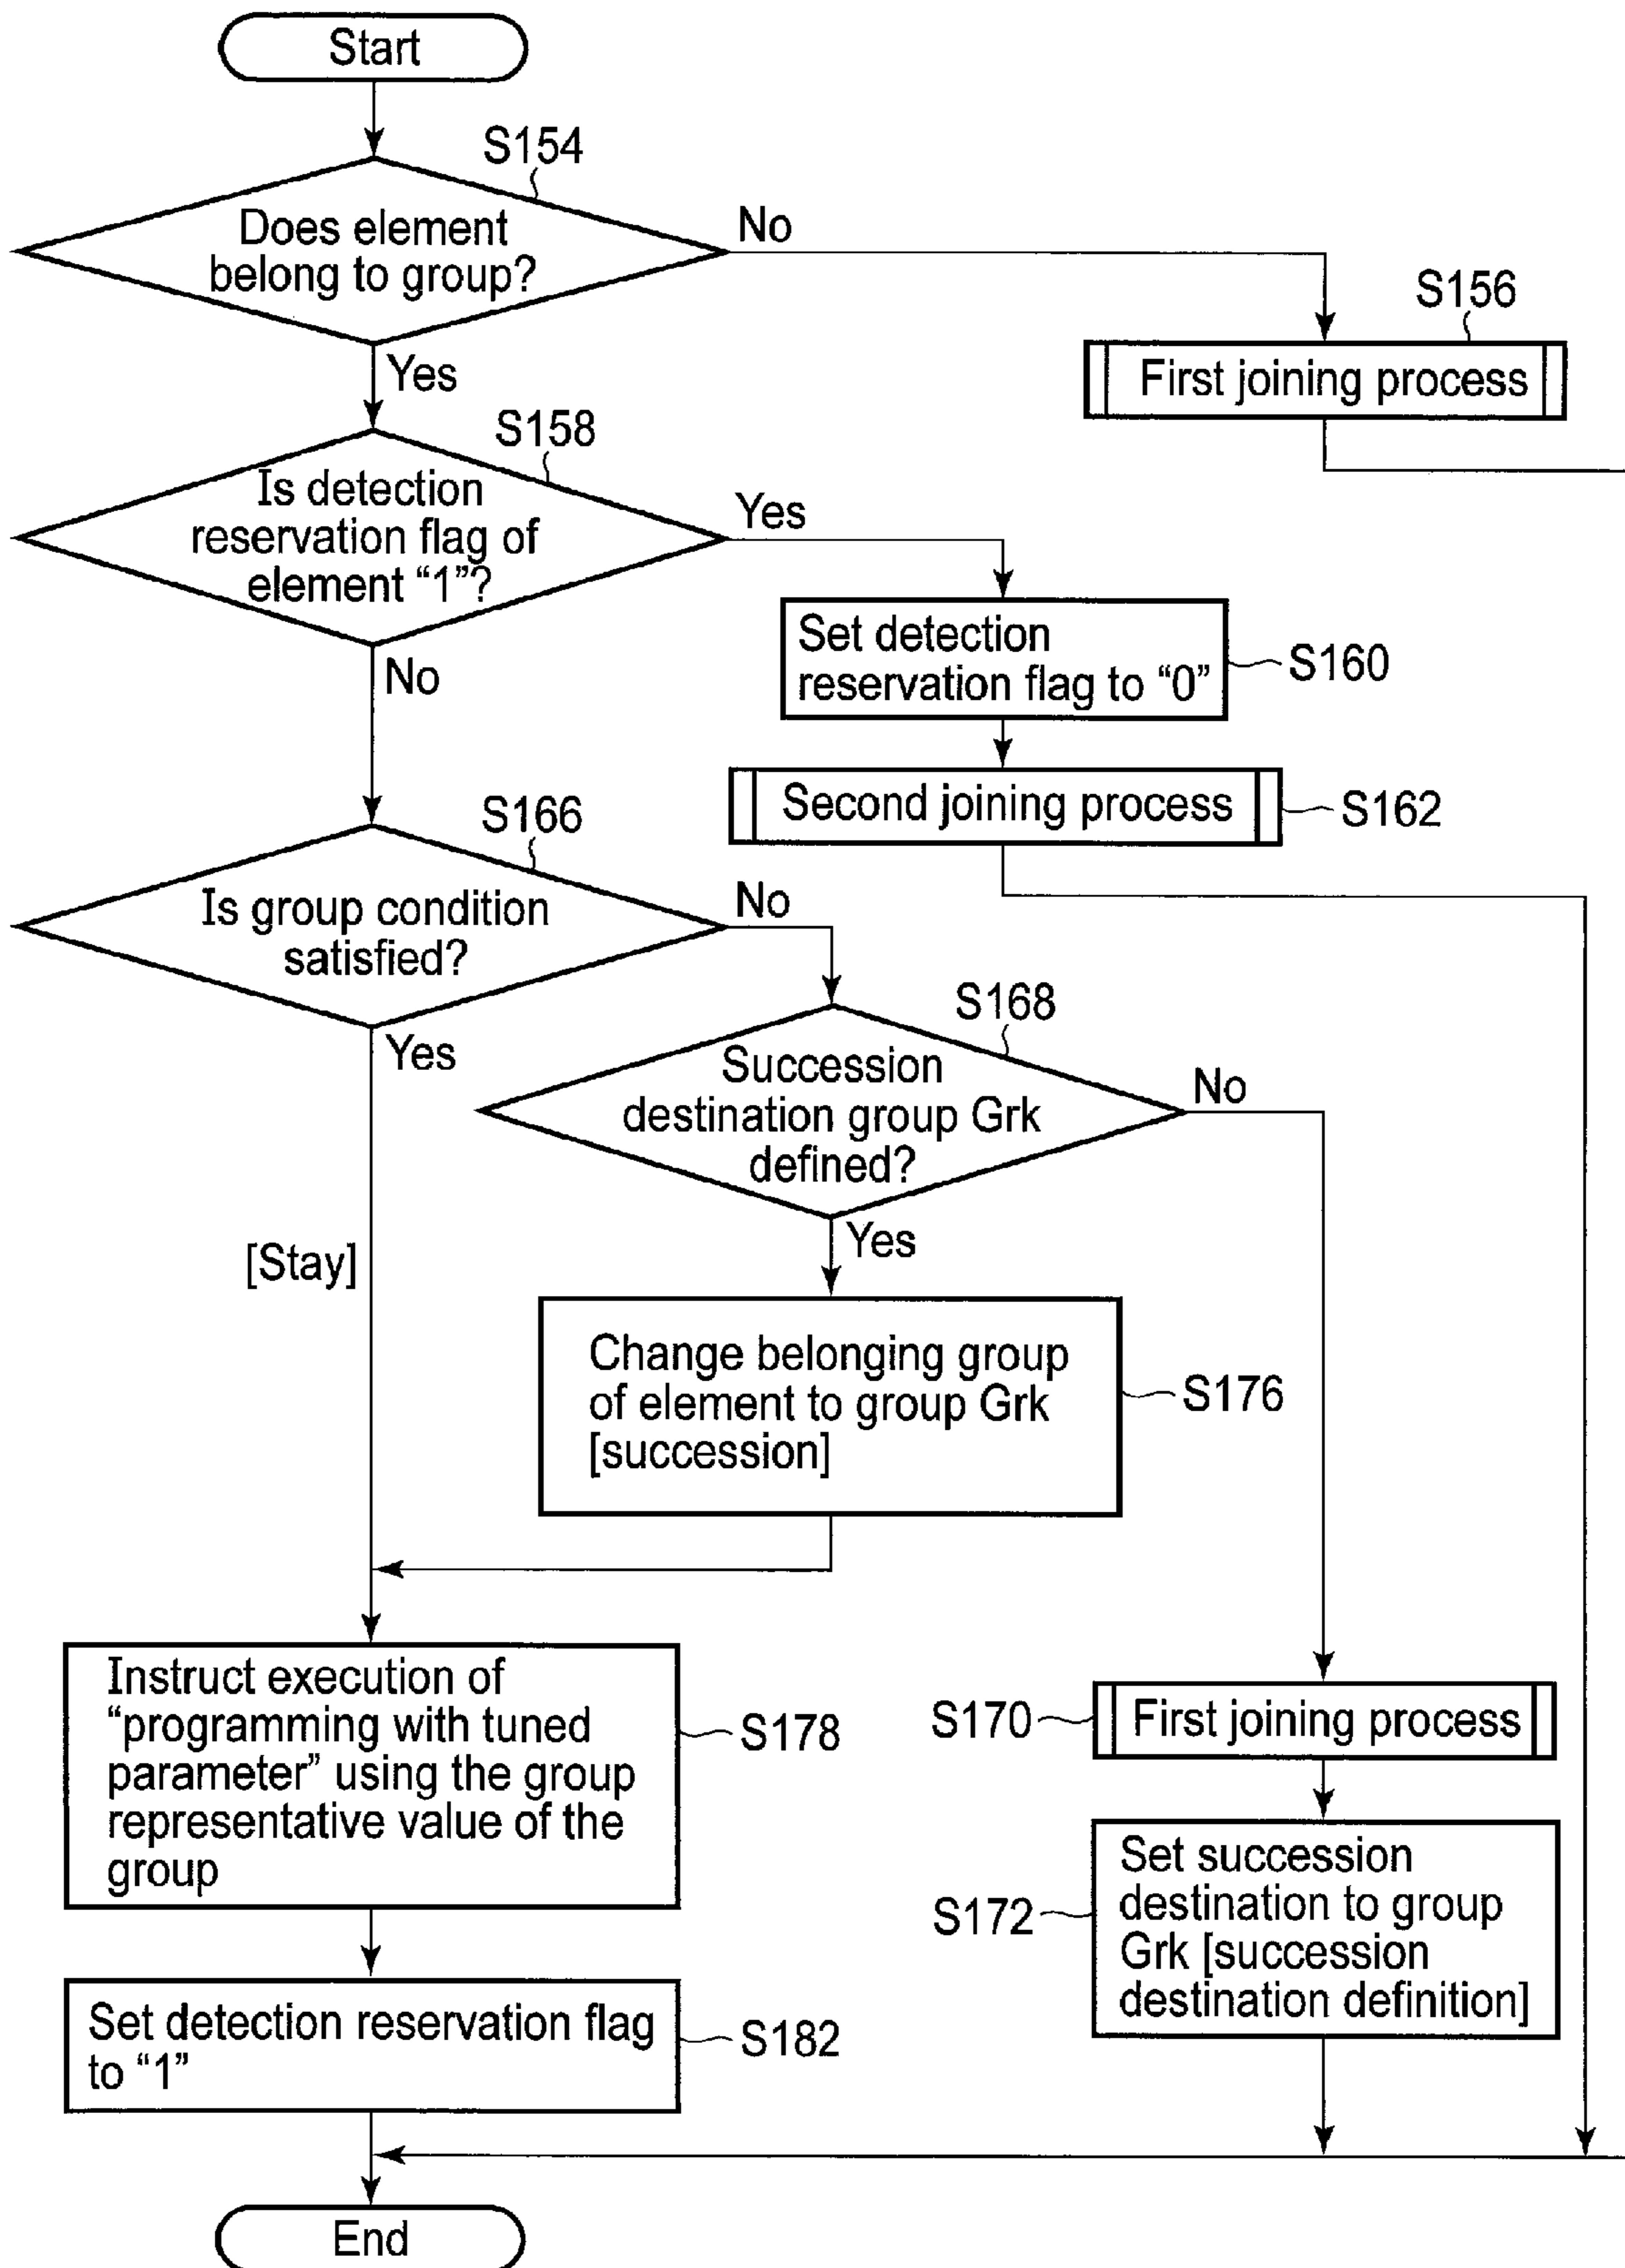 Start
S154
Does element
belong to group?
No
S156
First joining process
Yes
S158
Is detection
reservation flag of
element “1”?
Yes
Set detection
reservation flag to “0”
S160
No
Second joining process
S162
S166
Is group condition
satisfied?
No
S168
Succession
destination group Grk
defined?
No
Yes
Yes
[Stay]
Change belonging group
of element to group Grk
[succession]
S176
Instruct execution of
“programming with tuned
parameter” using the group
representative value of the
group
S178
S170
First joining process
S172
Set succession
destination to group
Grk [succession
destination definition]
Set detection reservation flag
to “1”
S182
End